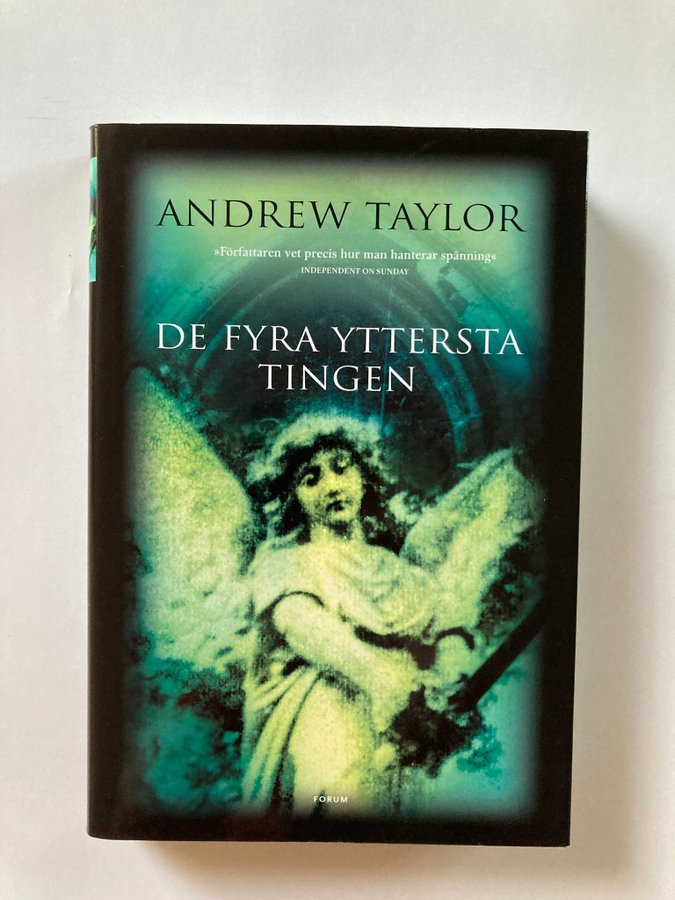 ANDREW TAYLOR
»Författaren vet precis hur man hanterar spänning«
INDEPENDENT ON SUNDAY
DE FYRA YTTERSTA
TINGEN
FORUM